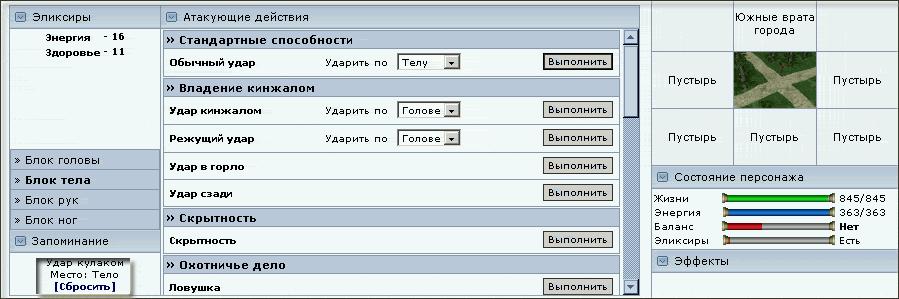 Эликсиры
Энергия - 16
Здоровье - 11
» Блок головы
» Блок тела
» Блок рук
» Блок ног
Запоминание
Удар кулаком
Место: Тело
[Сбросить]
Атакующие действия
» Стандартные способности
Обычный удар Ударить по Телу Выполнить
» Владение кинжалом
Удар кинжалом Ударить по Голове Выполнить
Режущий удар Ударить по Голове Выполнить
Удар в горло Выполнить
Удар сзади Выполнить
» Скрытность
Скрытность Выполнить
» Охотничье дело
Ловушка Выполнить
Южные врата
города
Пустырь Пустырь
Пустырь Пустырь Пустырь
Состояние персонажа
Жизни 845/845
Энергия 363/363
Баланс Нет
Эликсиры Есть
Эффекты